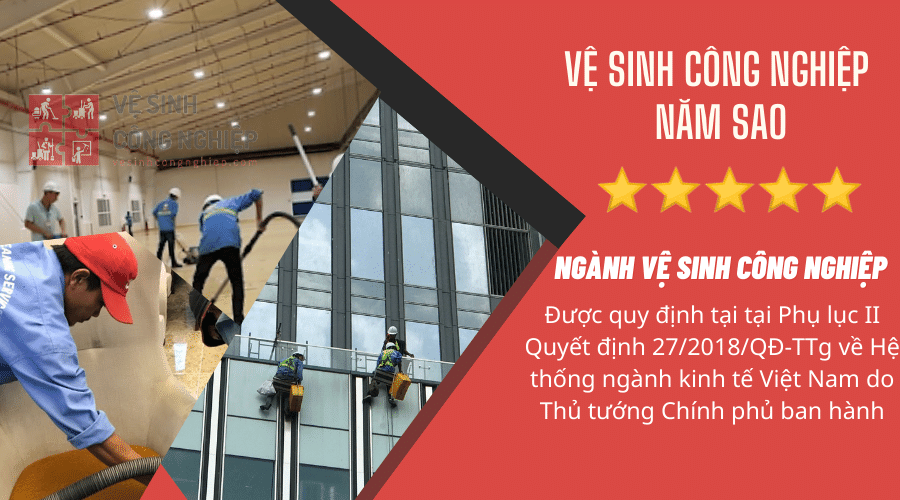 VỆ SINH
CÔNG NGHIỆP
VỆ SINH CÔNG NGHIỆP
NĂM SAO
NGÀNH VỆ SINH CÔNG NGHIỆP
Được quy định tại tại Phụ lục II
Quyết định 27/2018/QĐ-TTg về Hệ
thống ngành kinh tế Việt Nam do
Thủ tướng Chính phủ ban hành